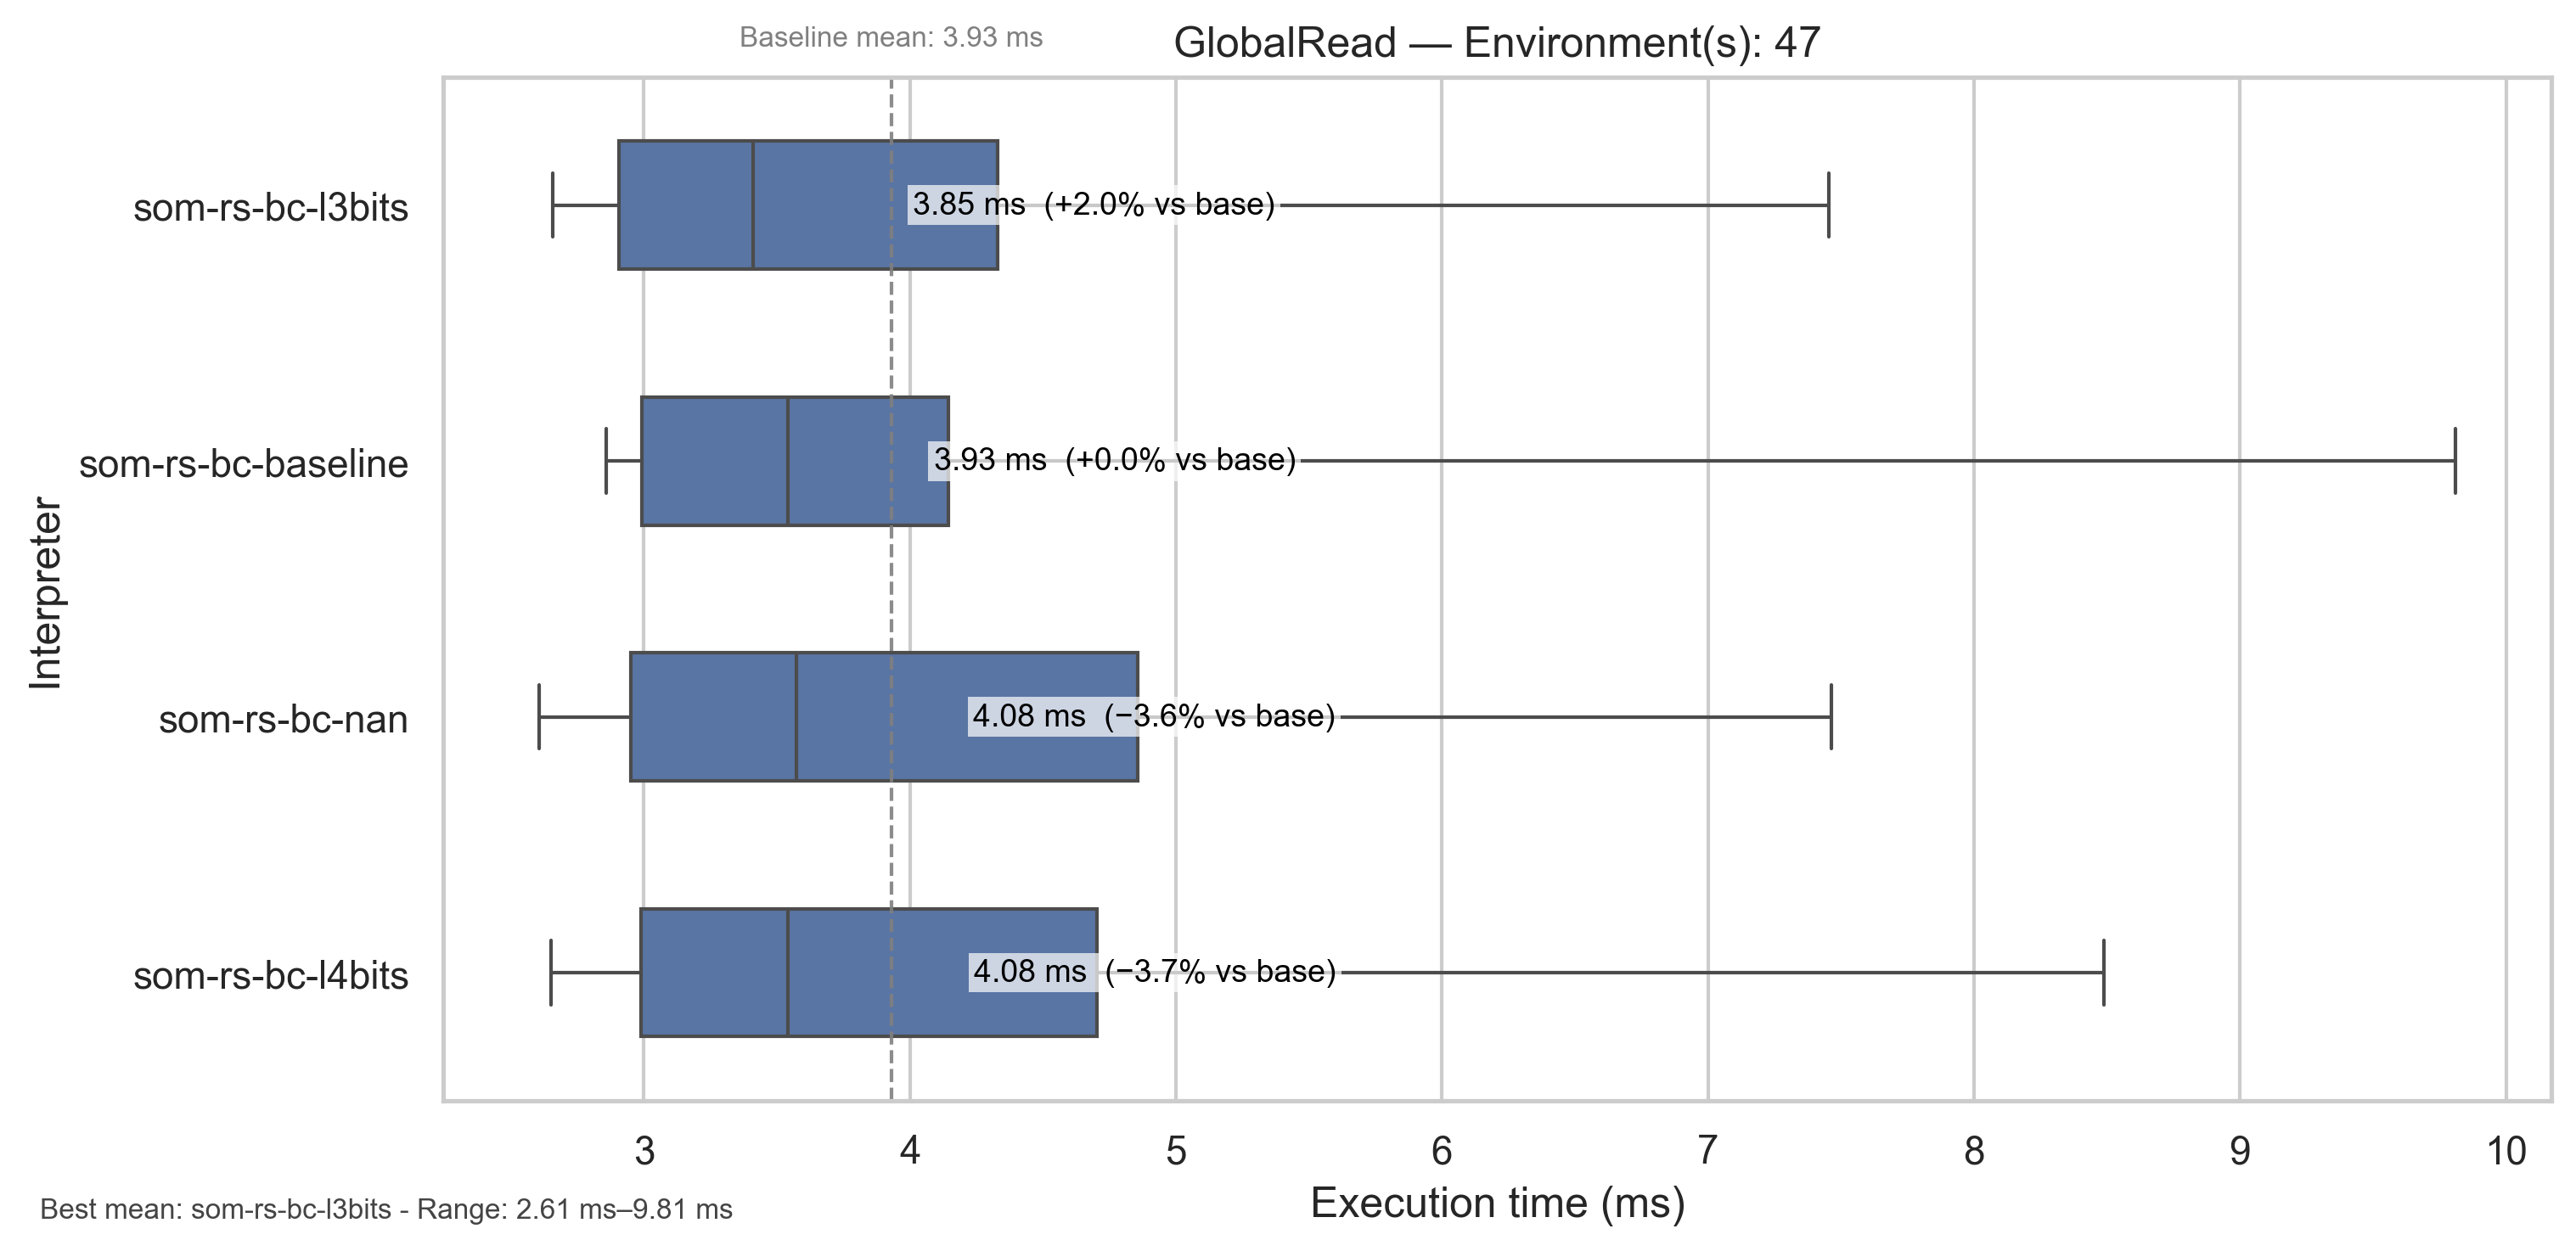 Baseline mean: 3.93 ms
GlobalRead — Environment(s): 47
som-rs-bc-l3bits
3.85 ms (+2.0% vs base)
som-rs-bc-baseline
3.93 ms (+0.0% vs base)
Interpreter
som-rs-bc-nan
4.08 ms (−3.6% vs base)
som-rs-bc-l4bits
4.08 ms (−3.7% vs base)
3 4 5 6 7 8 9 10
Execution time (ms)
Best mean: som-rs-bc-l3bits - Range: 2.61 ms–9.81 ms